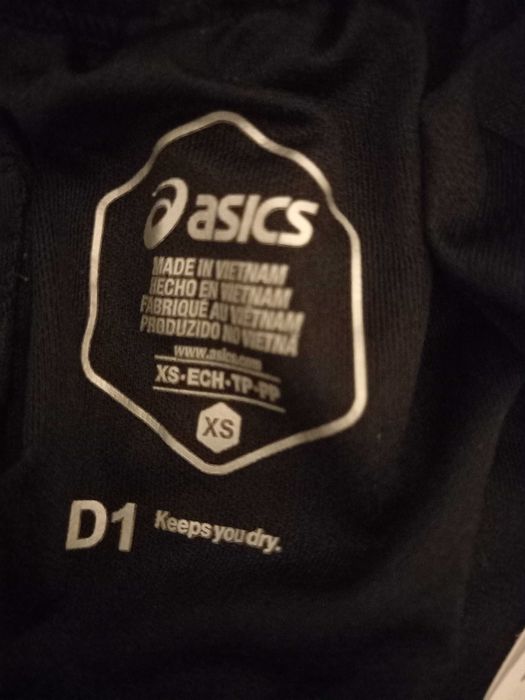 asics
MADE IN VIETNAM
HECHO EN VIETNAM
FABRIQUÉ AU VIETNAM
PRODUZIDO NO VIETNÃ
www.asics.com
XS·ECH·TP·PP
XS
D1 Keeps you dry.